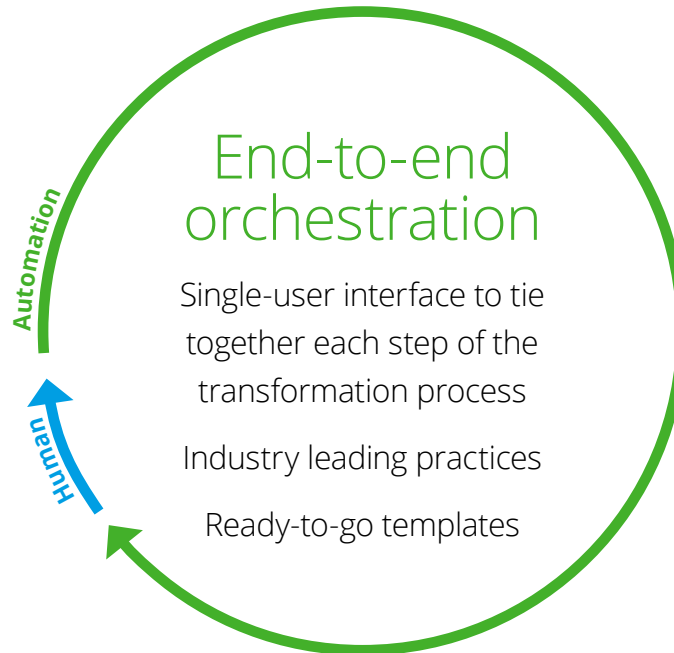 End-to-end
orchestration
Single-user interface to tie
together each step of the
transformation process
Industry leading practices
Ready-to-go templates
Automation
Human